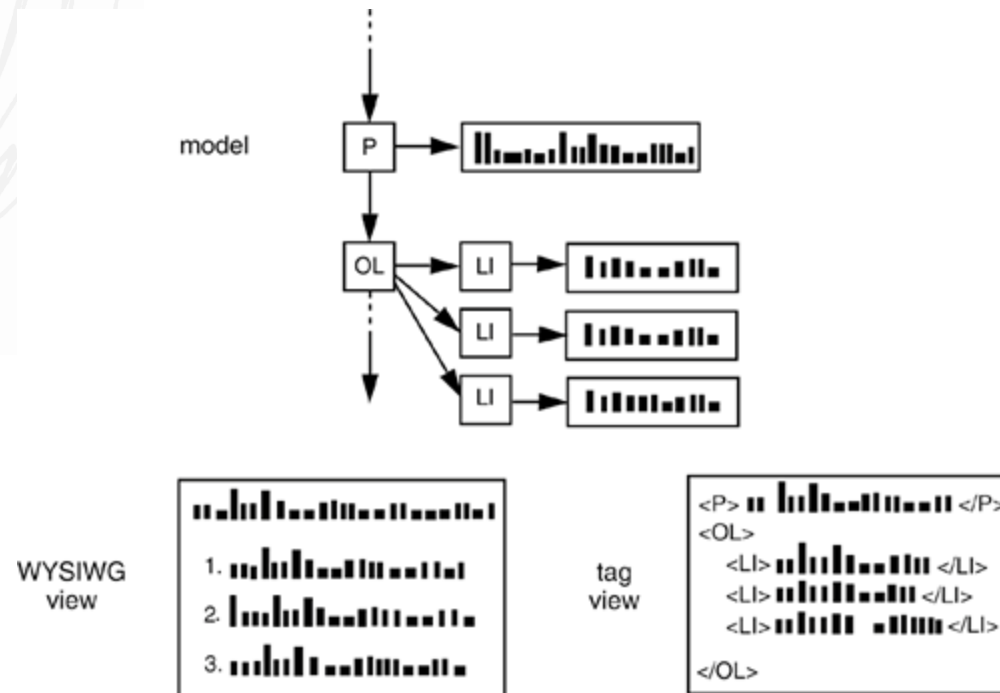 model
P
OL
LI
LI
LI
WYSIWG
view
1.
2.
3.
tag
view
<P> </P>
<OL>
<LI> </LI>
<LI> </LI>
<LI> </LI>
</OL>